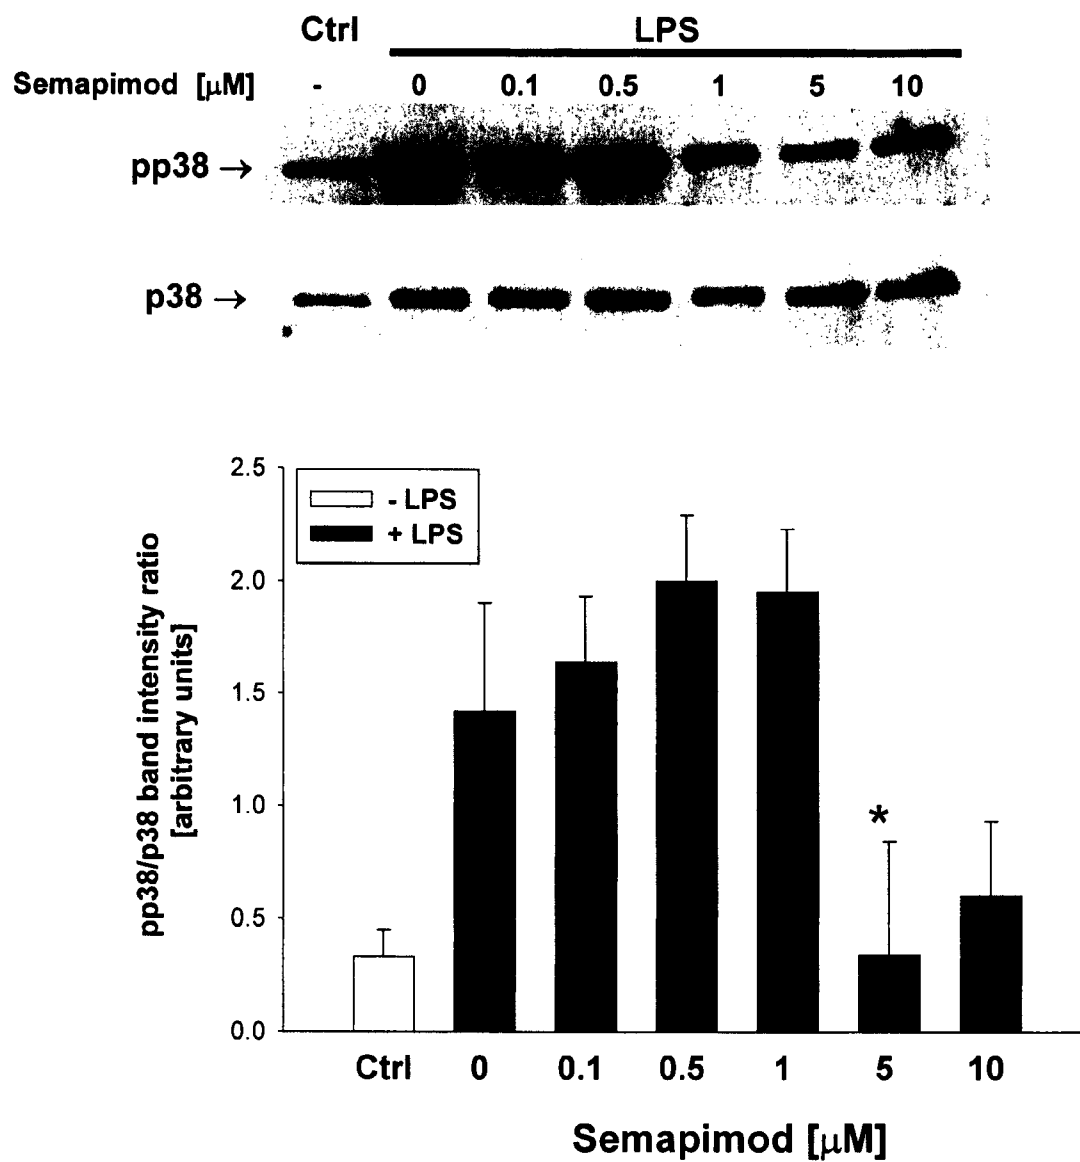 Ctrl LPS
Semapimod [μM] - 0 0.1 0.5 1 5 10
pp38 →
p38 →
2.5
2.0
1.5
1.0
0.5
0.0
pp38/p38 band intensity ratio
[arbitrary units]
- LPS
+ LPS
*
Ctrl 0 0.1 0.5 1 5 10
Semapimod [μM]